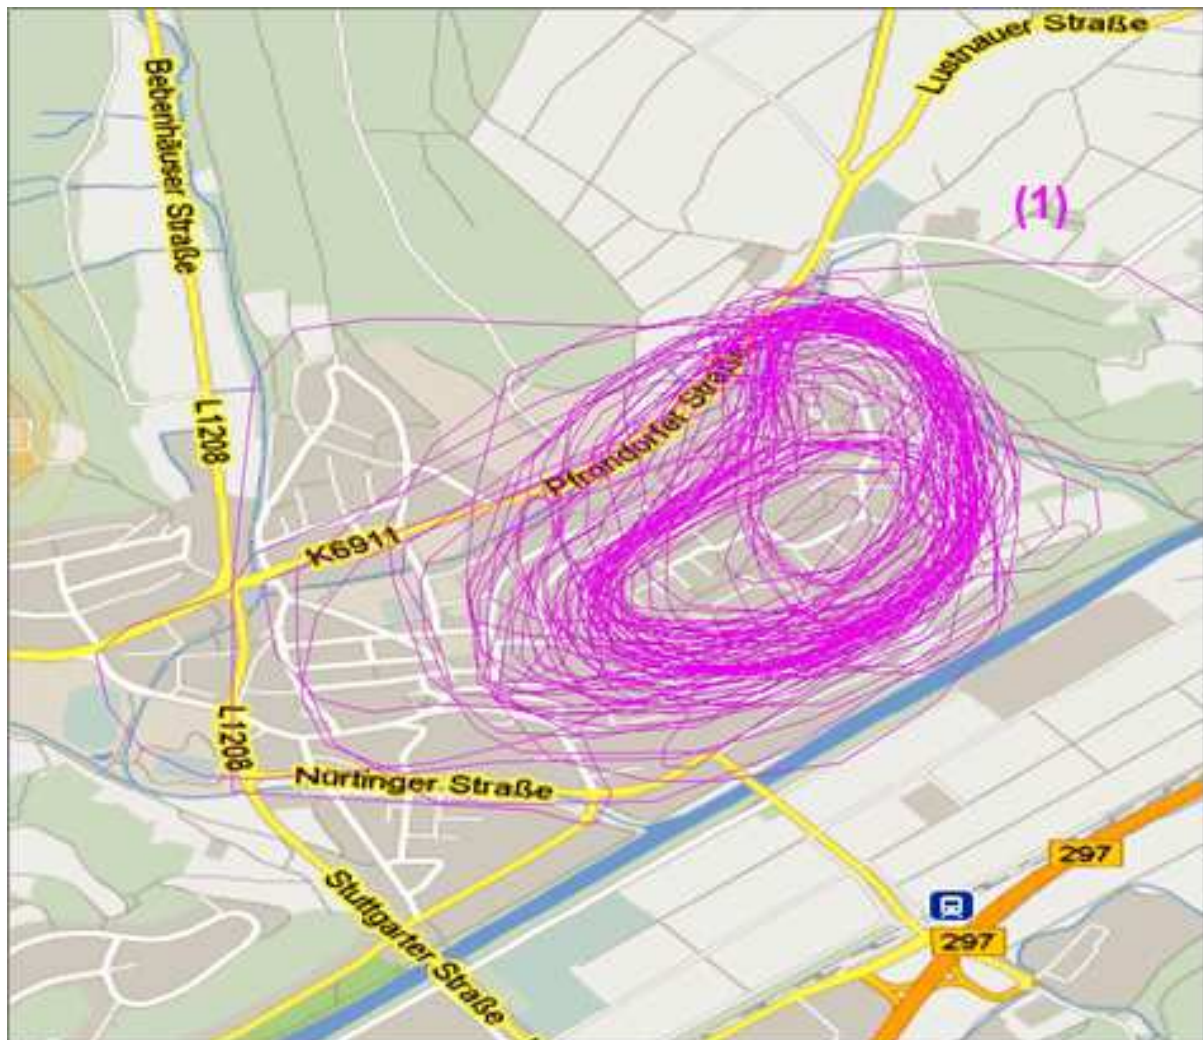 Lustnauer Straße
Bebenhäuser Straße
(1)
L1208
Pfrondorfer Straße
K6911
L1208
Nürtinger Straße
297
Stuttgarter Straße
297